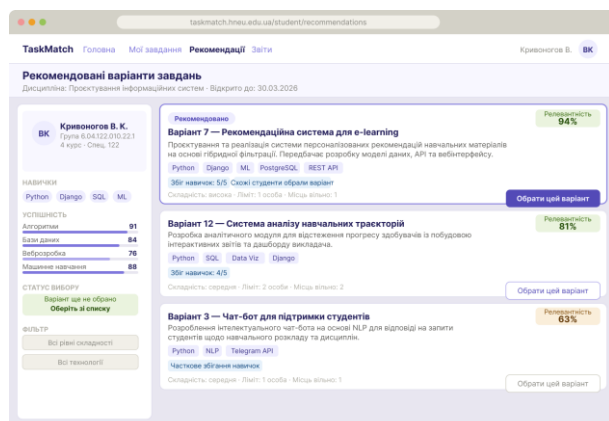 taskmatch.hneu.edu.ua/student/recommendations
TaskMatch Головна Мої завдання Рекомендації Звіти Кривоногов В. ВК
Рекомендовані варіанти завдань
Дисципліна: Проєктування інформаційних систем · Відкрито до: 30.03.2026
ВК
Кривоногов В. К.
Група 6.04.122.010.22.1
4 курс · Спец. 122
НАВИЧКИ
Python Django SQL ML
УСПІШНІСТЬ
Алгоритми 91
Бази даних 84
Веброзробка 76
Машинне навчання 88
СТАТУС ВИБОРУ
Варіант ще не обрано
Оберіть зі списку
ФІЛЬТР
Всі рівні складності
Всі технології
Рекомендовано
Релевантність
94%
Варіант 7 — Рекомендаційна система для e-learning
Проєктування та реалізація системи персоналізованих рекомендацій навчальних матеріалів
на основі гібридної фільтрації. Передбачає розробку моделі даних, API та вебінтерфейсу.
Python Django ML PostgreSQL REST API
Збіг навичок: 5/5 Схожі студенти обрали варіант
Складність: висока · Ліміт: 1 особа · Місць вільно: 1
Обрати цей варіант
Релевантність
81%
Варіант 12 — Система аналізу навчальних траєкторій
Розробка аналітичного модуля для відстеження прогресу здобувачів із побудовою
інтерактивних звітів та дашборду викладача.
Python SQL Data Viz Django
Збіг навичок: 4/5
Складність: середня · Ліміт: 2 особи · Місць вільно: 2
Обрати цей варіант
Релевантність
63%
Варіант 3 — Чат-бот для підтримки студентів
Розроблення інтелектуального чат-бота на основі NLP для відповіді на запити
студентів щодо навчального розкладу та дисциплін.
Python NLP Telegram API
Часткове збігання навичок
Складність: середня · Ліміт: 1 особа · Місць вільно: 1
Обрати цей варіант